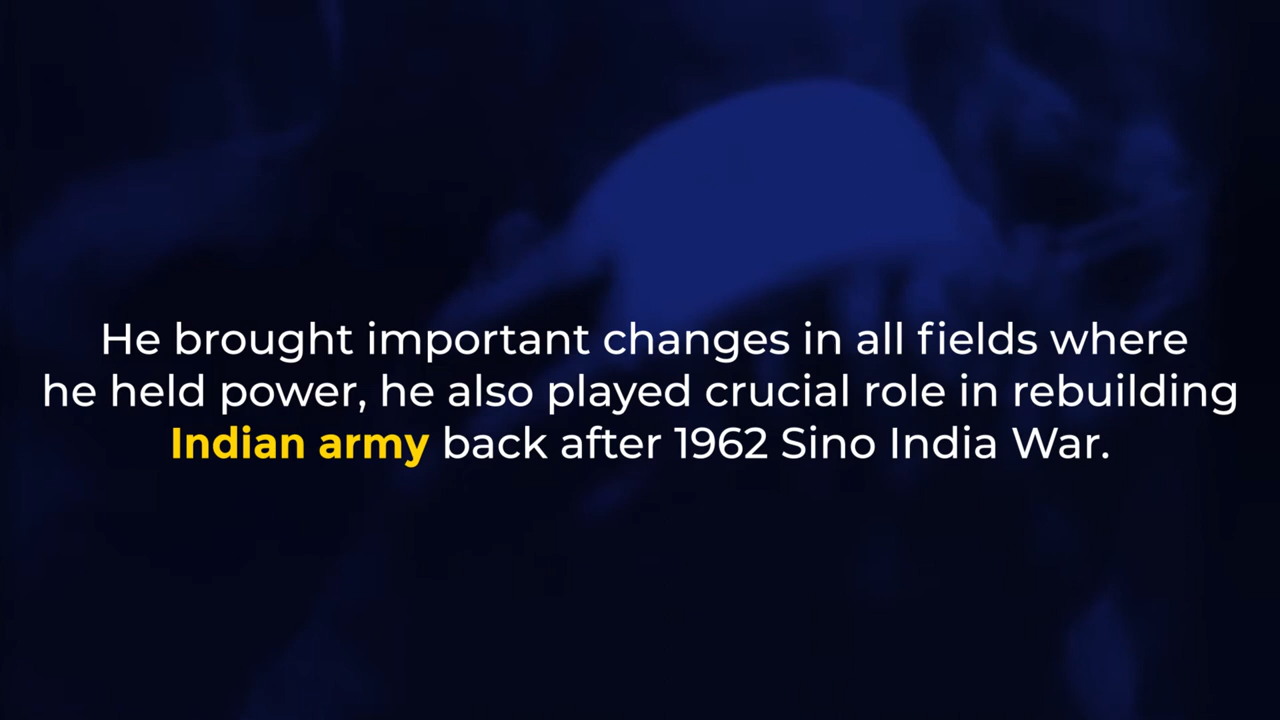 He brought important changes in all fields where
he held power, he also played crucial role in rebuilding
Indian army back after 1962 Sino India War.